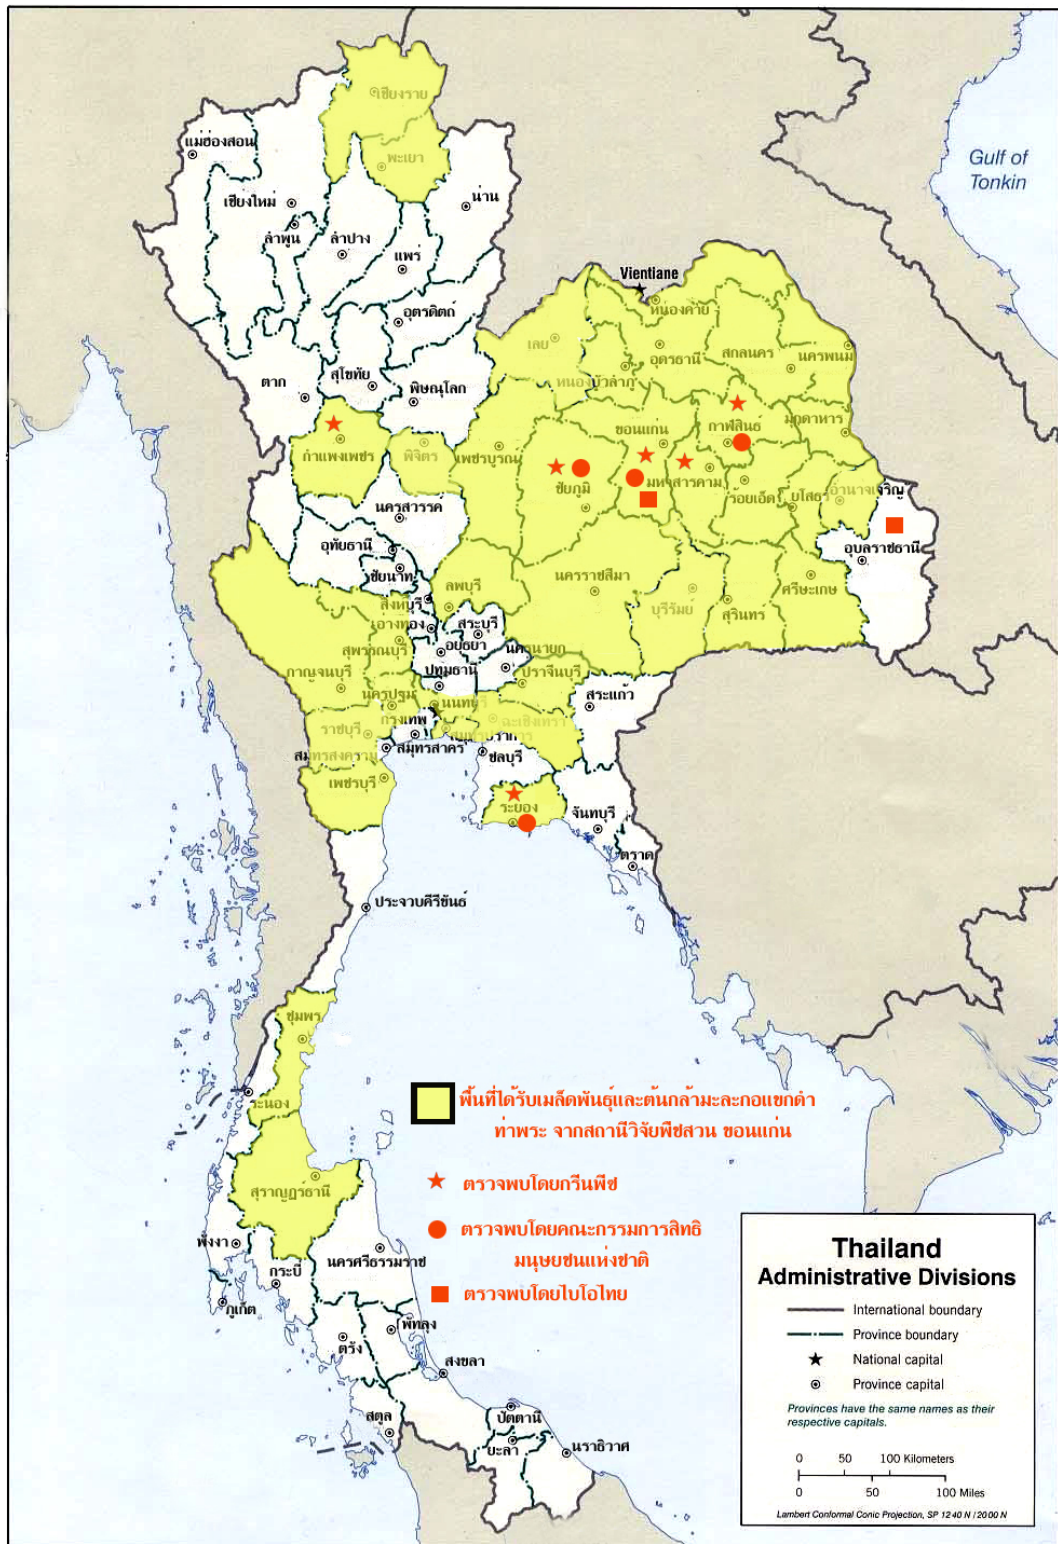 เชียงราย
พะเยา
แม่ฮ่องสอน
เชียงใหม่
น่าน
ลำพูน
ลำปาง
แพร่
Gulf of
Tonkin
Vientiane
หนองคาย
อุตรดิตถ์
เลย
อุดรธานี
สกลนคร
นครพนม
หนองบัวลำภู
ตาก
สุโขทัย
พิษณุโลก
กำแพงเพชร
พิจิตร
เพชรบูรณ์
ขอนแก่น
กาฬสินธุ์
มุกดาหาร
ชัยภูมิ
มหาสารคาม
ร้อยเอ็ด
ยโสธร
อำนาจเจริญ
นครสวรรค์
อุทัยธานี
ชัยนาท
อุบลราชธานี
สิงห์บุรี
ลพบุรี
นครราชสีมา
บุรีรัมย์
สุรินทร์
ศรีษะเกษ
อ่างทอง
สระบุรี
สุพรรณบุรี
อยุธยา
นครนายก
กาญจนบุรี
ปทุมธานี
ปราจีนบุรี
นครปฐม
นนทบุรี
สระแก้ว
ราชบุรี
กรุงเทพ
ฉะเชิงเทรา
สมุทรปราการ
สมุทรสงคราม
สมุทรสาคร
ชลบุรี
เพชรบุรี
ระยอง
จันทบุรี
ตราด
ประจวบคีรีขันธ์
ชุมพร
ระนอง
พื้นที่ได้รับเมล็ดพันธุ์และต้นกล้ามะละกอแขกดำ
ท่าพระ จากสถานีวิจัยพืชสวน ขอนแก่น
ตรวจพบโดยกรีนพีช
ตรวจพบโดยคณะกรรมการสิทธิ
มนุษยชนแห่งชาติ
ตรวจพบโดยไบโอไทย
สุราญฎร์ธานี
พังงา
กระบี่
นครศรีธรรมราช
ภูเก็ต
ตรัง
พัทลุง
สงขลา
สตูล
ปัตตานี
ยะลา
นราธิวาส
Thailand
Administrative Divisions
International boundary
Province boundary
National capital
Province capital
Provinces have the same names as their
respective capitals.
0 50 100 Kilometers
0 50 100 Miles
Lambert Conformal Conic Projection, SP 12 40 N / 20 00 N